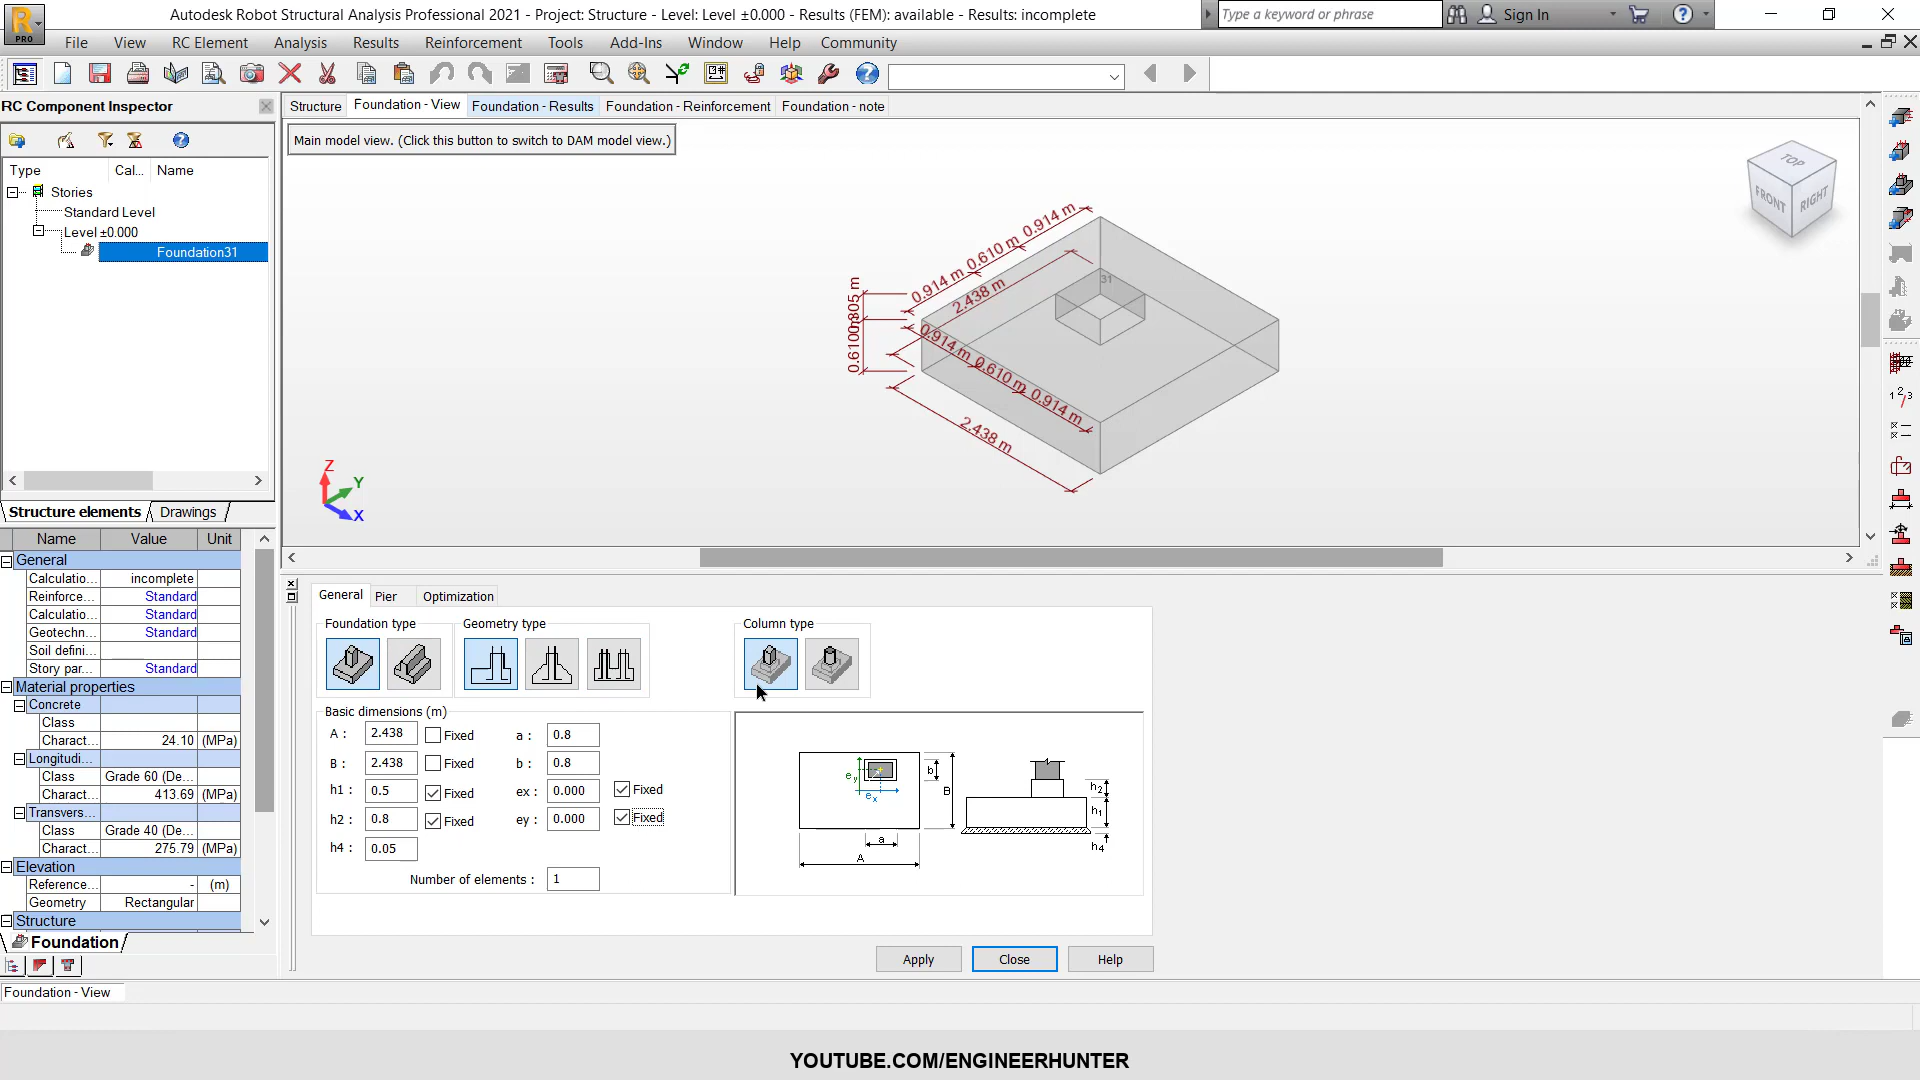 PRO
Autodesk Robot Structural Analysis Professional 2021 - Project: Structure - Level: Level ±0.000 - Results (FEM): available - Results: incomplete
Type a keyword or phrase
Sign In
File View RC Element Analysis Results Reinforcement Tools Add-Ins Window Help Community
RC Component Inspector
Structure Foundation - View Foundation - Results Foundation - Reinforcement Foundation - note
Main model view. (Click this button to switch to DAM model view.)
Type Cal... Name
Stories
Standard Level
Level ±0.000
Foundation31
Structure elements Drawings
TOP
FRONT
RIGHT
0.914 m
0.610 m
0.914 m
2.438 m
31
0.914 m
0.610 m
0.914 m
2.438 m
Z
Y
X
Name Value Unit
General
Calculatio... incomplete
Reinforce... Standard
Calculatio... Standard
Geotechn... Standard
Soil defini...
Story par... Standard
Material properties
Concrete
Class
Charact... 24.10 (MPa)
Longitudi...
Class Grade 60 (De...
Charact... 413.69 (MPa)
Transvers...
Class Grade 40 (De...
Charact... 275.79 (MPa)
Elevation
Reference... - (m)
Geometry Rectangular
Structure
Foundation
General Pier Optimization
Foundation type Geometry type Column type
Basic dimensions (m)
A : 2.438 Fixed a : 0.8
B : 2.438 Fixed b : 0.8
h1 : 0.5 Fixed ex : 0.000 Fixed
h2 : 0.8 Fixed ey : 0.000 Fixed
h4 : 0.05
Number of elements : 1
ey
ex
b
B
a
A
h2
h1
h4
Apply Close Help
Foundation - View
YOUTUBE.COM/ENGINEERHUNTER